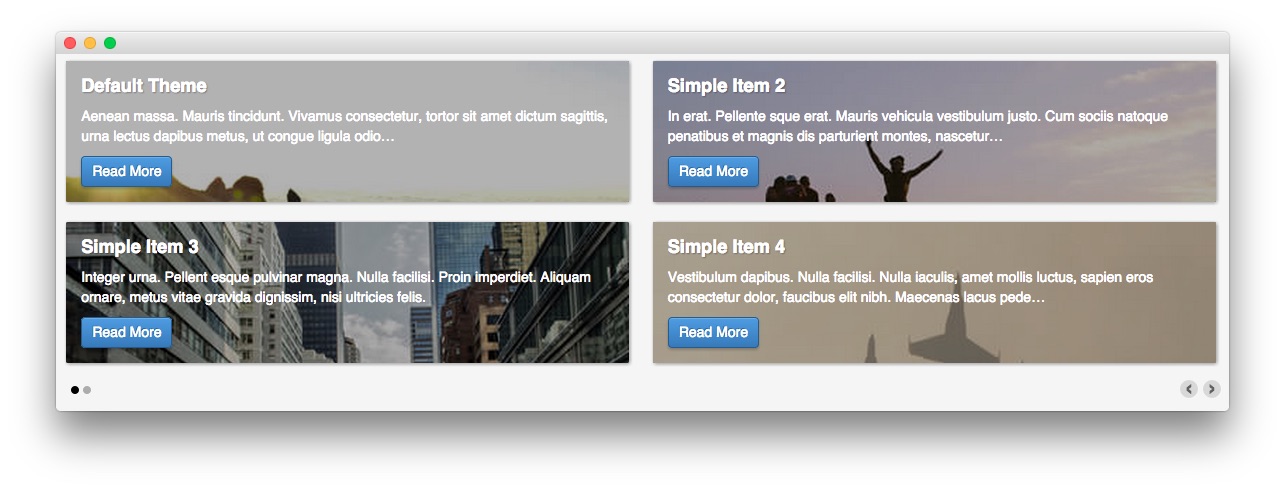 Default Theme
Aenean massa. Mauris tincidunt. Vivamus consectetur, tortor sit amet dictum sagittis,
urna lectus dapibus metus, ut congue ligula odio…
Read More
Simple Item 2
In erat. Pellente sque erat. Mauris vehicula vestibulum justo. Cum sociis natoque
penatibus et magnis dis parturient montes, nascetur…
Read More
Simple Item 3
Integer urna. Pellent esque pulvinar magna. Nulla facilisi. Proin imperdiet. Aliquam
ornare, metus vitae gravida dignissim, nisi ultricies felis.
Read More
Simple Item 4
Vestibulum dapibus. Nulla facilisi. Nulla iaculis, amet mollis luctus, sapien eros
consectetur dolor, faucibus elit nibh. Maecenas lacus pede…
Read More